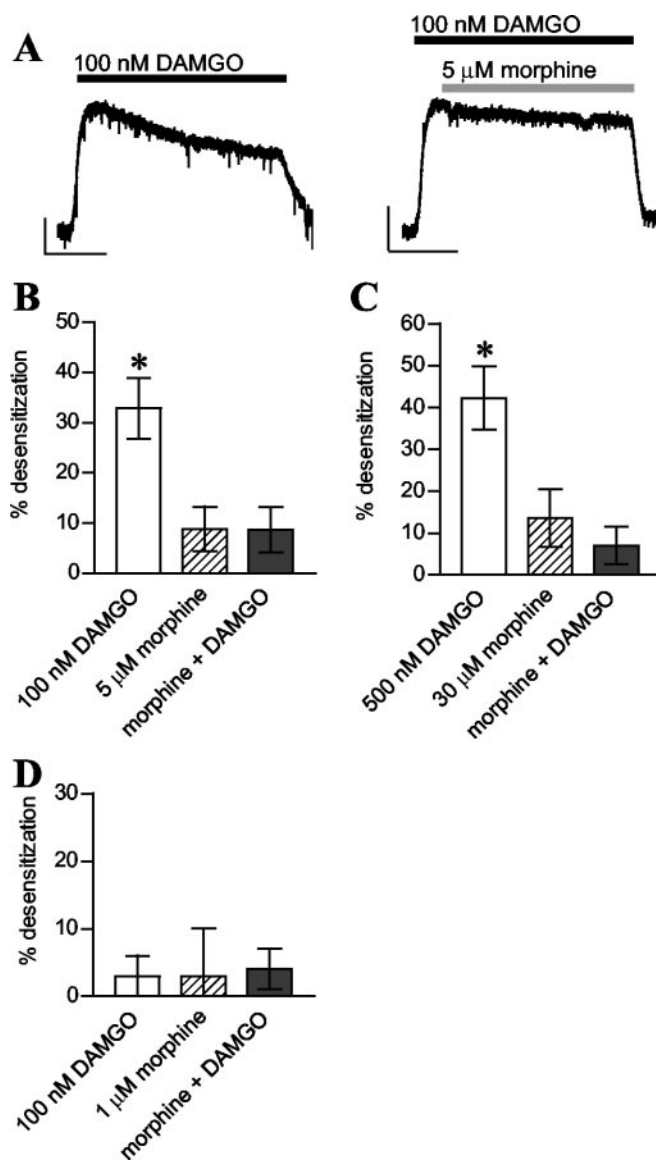 A
100 nM DAMGO
100 nM DAMGO
5 μM morphine
B
% desensitization
50
40
30
20
10
0
*
100 nM DAMGO
5 μM morphine
morphine + DAMGO
C
% desensitization
60
50
40
30
20
10
0
*
500 nM DAMGO
30 μM morphine
morphine + DAMGO
D
% desensitization
30
20
10
0
100 nM DAMGO
1 μM morphine
morphine + DAMGO